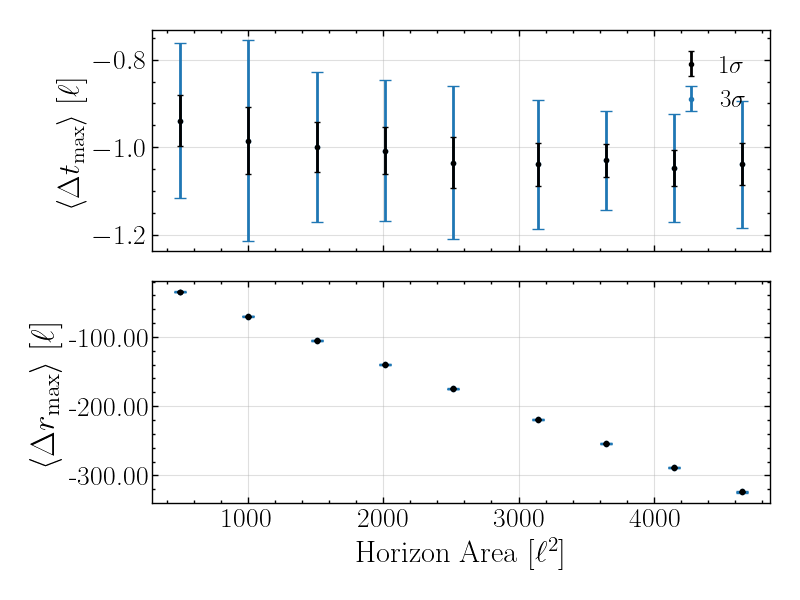 ⟨Δt_max⟩ [ℓ]
−0.8
−1.0
−1.2
1σ
3σ
⟨Δr_max⟩ [ℓ]
-100.00
-200.00
-300.00
1000 2000 3000 4000
Horizon Area [ℓ²]